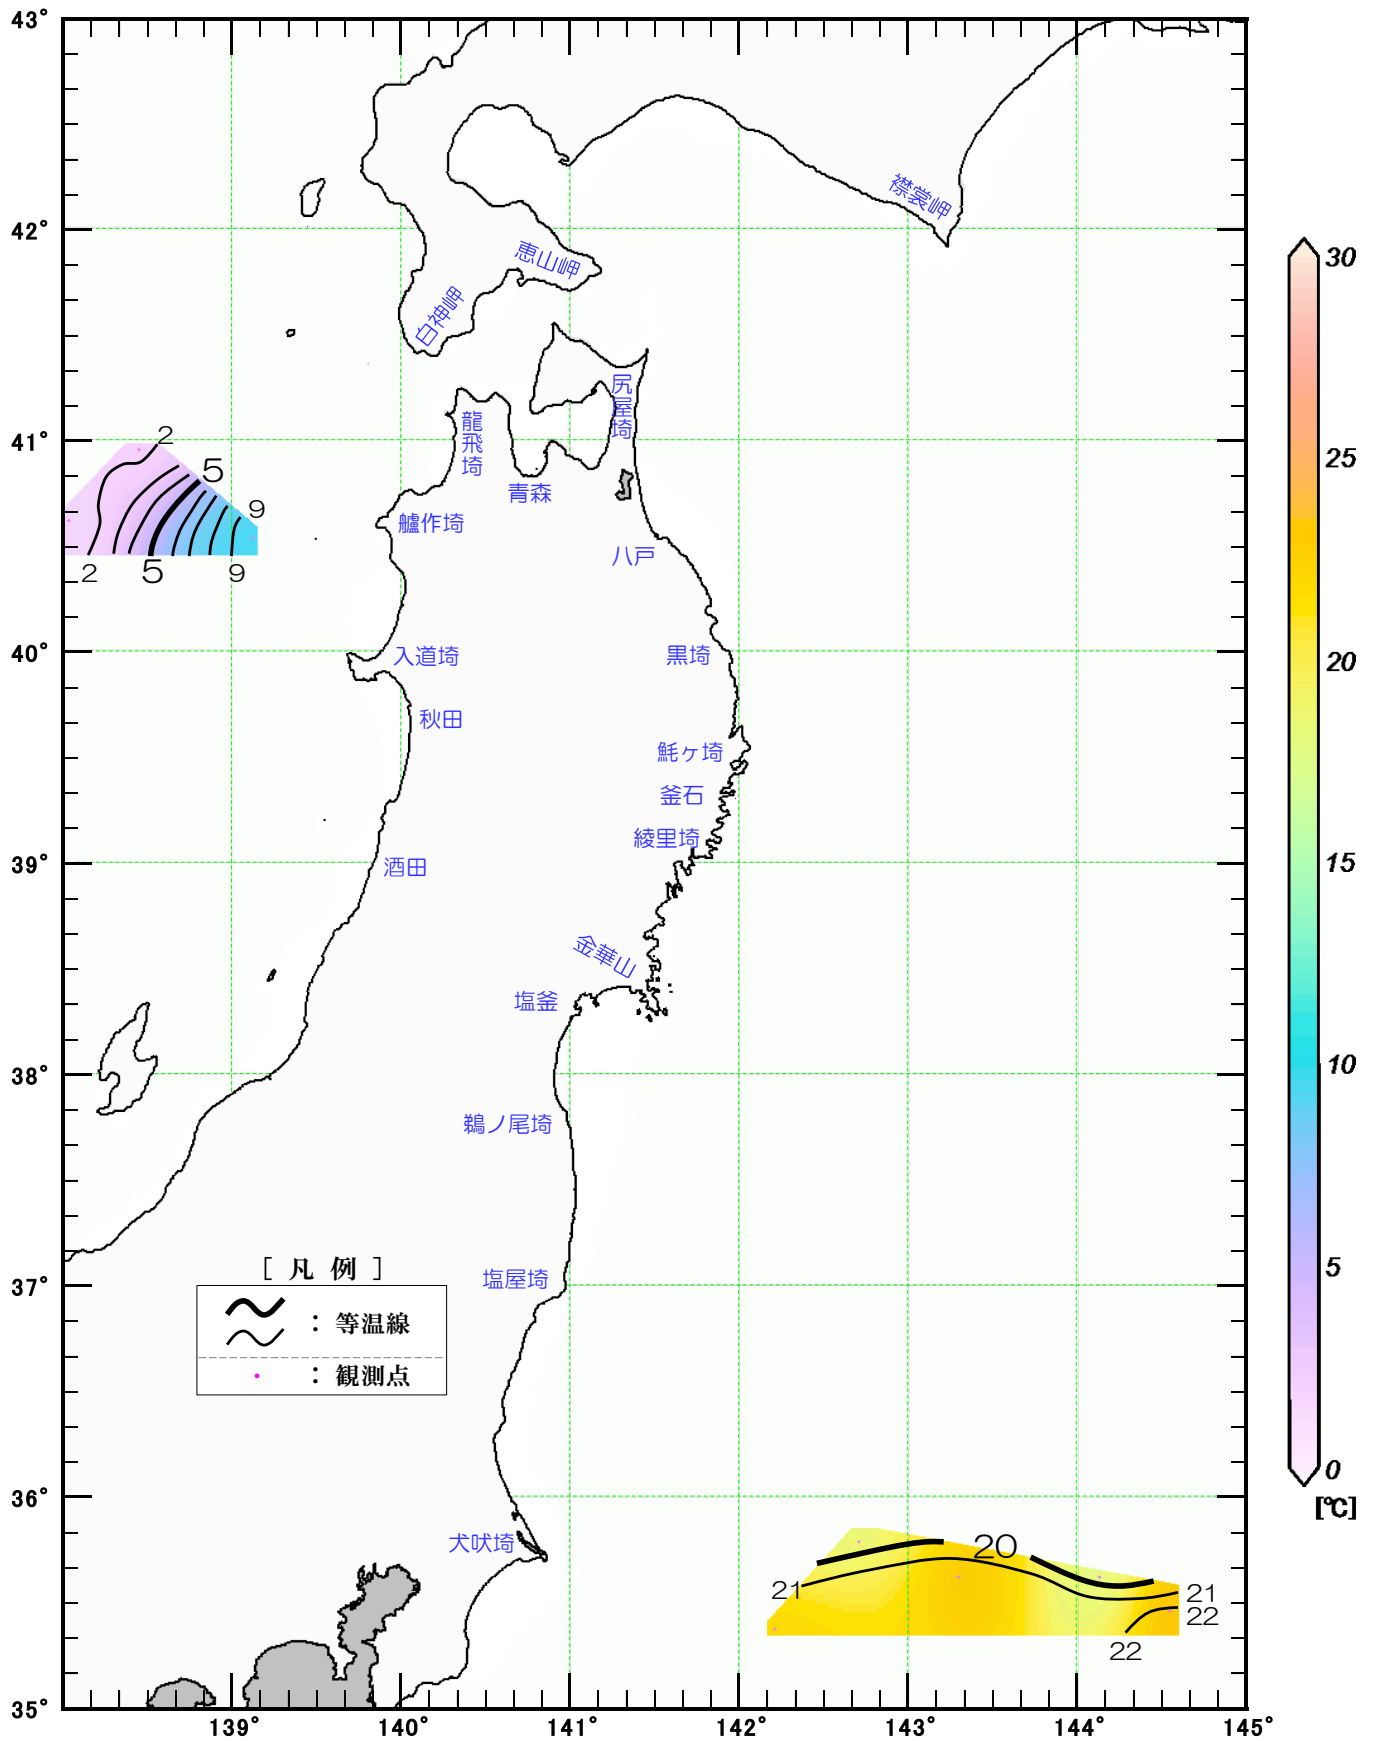 43°
42°
41°
40°
39°
38°
37°
36°
35°
139°
140°
141°
142°
143°
144°
145°
襟裳岬
恵山岬
白神岬
尻屋埼
龍飛埼
青森
艫作埼
八戸
入道埼
黒埼
秋田
魹ヶ埼
釜石
綾里埼
酒田
金華山
塩釜
鵜ノ尾埼
塩屋埼
犬吠埼
2
5
9
2
5
9
20
21
21
22
22
[ 凡 例 ]
：等温線
：観測点
30
25
20
15
10
5
0
[℃]